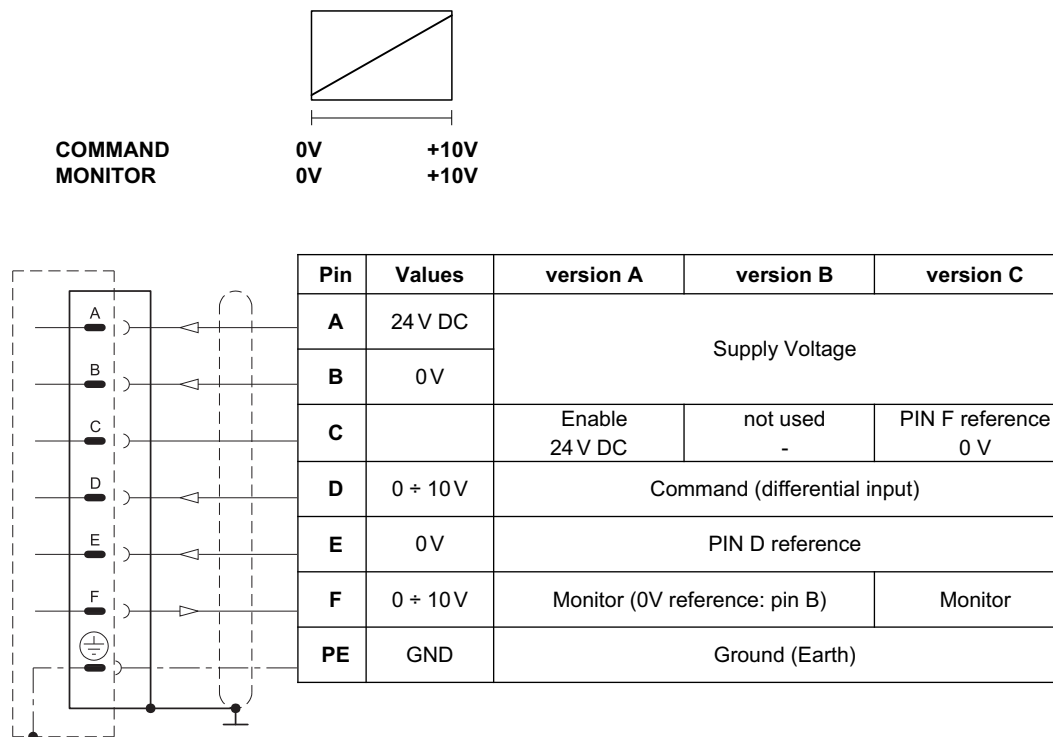 COMMAND 0V +10V
MONITOR 0V +10V
Pin Values version A version B version C
A 24 V DC Supply Voltage
B 0 V
C Enable not used PIN F reference
24 V DC - 0 V
D 0 ÷ 10 V Command (differential input)
E 0 V PIN D reference
F 0 ÷ 10 V Monitor (0V reference: pin B) Monitor
PE GND Ground (Earth)
A
B
C
D
E
F